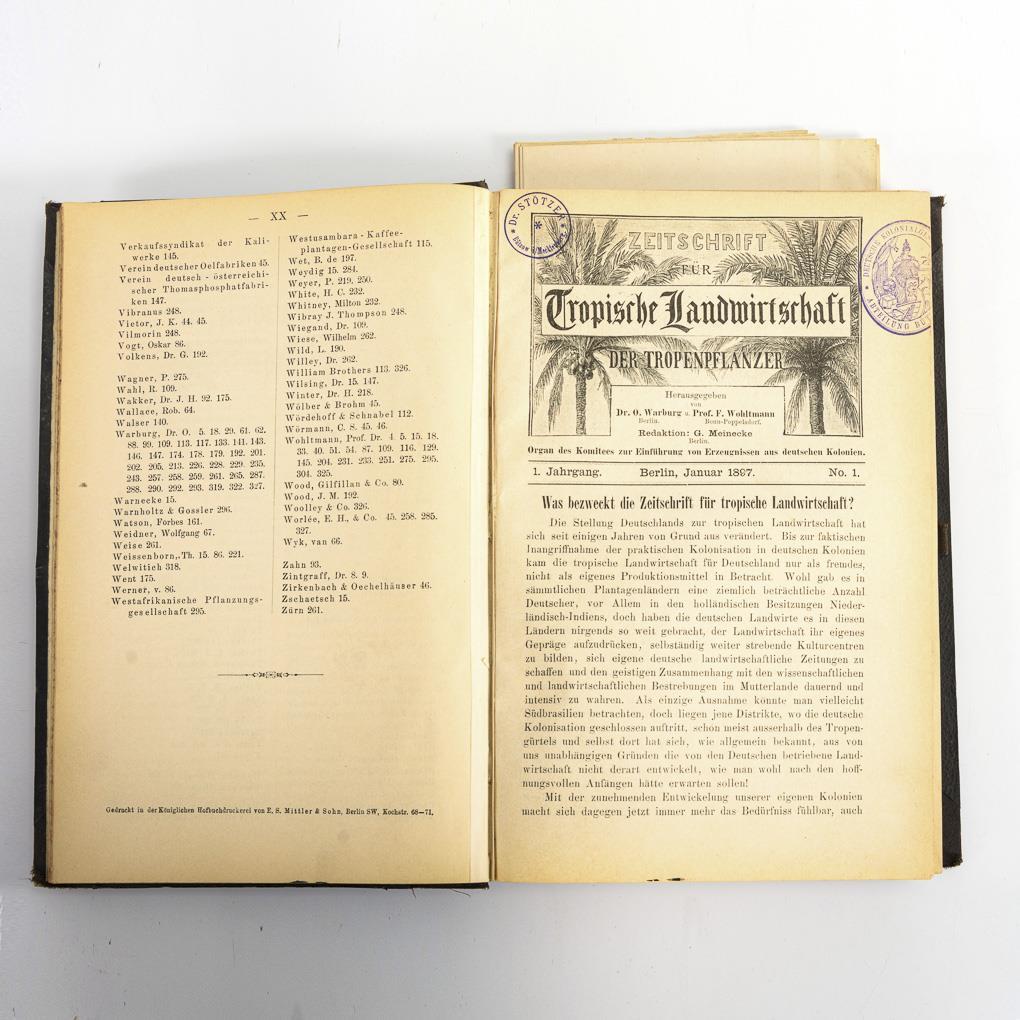 — XX —
Verkaufssyndikat der Kali-
werke 145.
Verein deutscher Oelfabriken 45.
Verein deutsch - österreichi-
scher Thomasphosphatfabri-
ken 147.
Vibranus 248.
Vietor, J. K. 44. 45.
Vilmorin 248.
Vogt, Oskar 86.
Volkens, Dr. G. 192.
Wagner, P. 275.
Wahl, R. 109.
Wakker, Dr. J. H. 92. 175.
Wallace, Rob. 64.
Walser 140.
Warburg, Dr. O. 5. 18. 29. 61. 62.
88. 99. 109. 113. 117. 133. 141. 143.
146. 147. 174. 178. 179. 192. 201.
202. 205. 213. 226. 228. 229. 235.
243. 257. 258. 259. 261. 265. 287.
288. 290. 292. 293. 319. 322. 327.
Warnecke 15.
Warnholtz & Gossler 296.
Watson, Forbes 161.
Weidner, Wolfgang 67.
Weise 261.
Weissenborn, Th. 15. 86. 221.
Welwitich 318.
Went 175.
Werner, v. 86.
Westafrikanische Pflanzungs-
gesellschaft 295.
Westusambara - Kaffee-
plantagen-Gesellschaft 115.
Wet, B. de 197.
Weydig 15. 284.
Weyer, P. 219. 250.
White, H. C. 232.
Whitney, Milton 232.
Wibray J. Thompson 248.
Wiegand, Dr. 109.
Wiese, Wilhelm 262.
Wild, L. 190.
Willey, Dr. 262.
William Brothers 113. 326.
Wilsing, Dr. 15. 147.
Winter, Dr. H. 218.
Wölber & Brohm 45.
Wördehoff & Schnabel 112.
Wörmann, C. 8. 45. 46.
Wohltmann, Prof. Dr. 4. 5. 15. 18.
33. 40. 51. 54. 87. 109. 116. 129.
145. 204. 231. 233. 251. 275. 295.
304. 325.
Wood, Gilfillan & Co. 80.
Wood, J. M. 192.
Woolley & Co. 326.
Worlée, E. H., & Co. 45. 258. 285.
327.
Wyk, van 66.
Zahn 93.
Zintgraff, Dr. 8. 9.
Zirkenbach & Oechelhäuser 46.
Zschaetsch 15.
Zürn 261.
Gedruckt in der Königlichen Hofbuchdruckerei von E. S. Mittler & Sohn, Berlin SW, Kochstr. 68—71.
* Dr. STÖTZER *
DEUTSCHE KOLONIALG
* ABTEILUNG
ZEITSCHRIFT
FÜR
Tropische Landwirtschaft
DER TROPENPFLANZER
Herausgegeben
von
Dr. O. Warburg u. Prof. F. Wohltmann
Berlin. Bonn-Poppelsdorf.
Redaktion: G. Meinecke
Berlin.
Organ des Komitees zur Einführung von Erzeugnissen aus deutschen Kolonien.
1. Jahrgang. Berlin, Januar 1897. No. 1.
Was bezweckt die Zeitschrift für tropische Landwirtschaft?
Die Stellung Deutschlands zur tropischen Landwirtschaft hat
sich seit einigen Jahren von Grund aus verändert. Bis zur faktischen
Inangriffnahme der praktischen Kolonisation in deutschen Kolonien
kam die tropische Landwirtschaft für Deutschland nur als fremdes,
nicht als eigenes Produktionsmittel in Betracht. Wohl gab es in
sämmtlichen Plantagenländern eine ziemlich beträchtliche Anzahl
Deutscher, vor Allem in den holländischen Besitzungen Nieder-
ländisch-Indiens, doch haben die deutschen Landwirte es in diesen
Ländern nirgends so weit gebracht, der Landwirtschaft ihr eigenes
Gepräge aufzudrücken, selbständig weiter strebende Kulturcentren
zu bilden, sich eigene deutsche landwirtschaftliche Zeitungen zu
schaffen und den geistigen Zusammenhang mit den wissenschaftlichen
und landwirtschaftlichen Bestrebungen im Mutterlande dauernd und
intensiv zu wahren. Als einzige Ausnahme könnte man vielleicht
Südbrasilien betrachten, doch liegen jene Distrikte, wo die deutsche
Kolonisation geschlossen auftritt, schon meist ausserhalb des Tropen-
gürtels und selbst dort hat sich, wie allgemein bekannt, aus von
uns unabhängigen Gründen die von den Deutschen betriebene Land-
wirtschaft nicht derart entwickelt, wie man wohl nach den hoff-
nungsvollen Anfängen hätte erwarten sollen!
Mit der zunehmenden Entwickelung unserer eigenen Kolonien
macht sich dagegen jetzt immer mehr das Bedürfniss fühlbar, auch